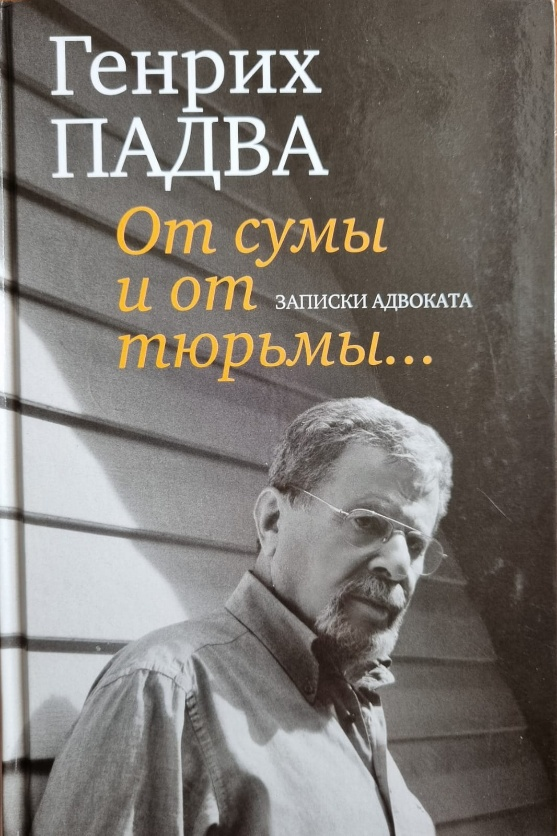 Генрих
ПАДВА
От сумы
и от ЗАПИСКИ АДВОКАТА
тюрьмы...